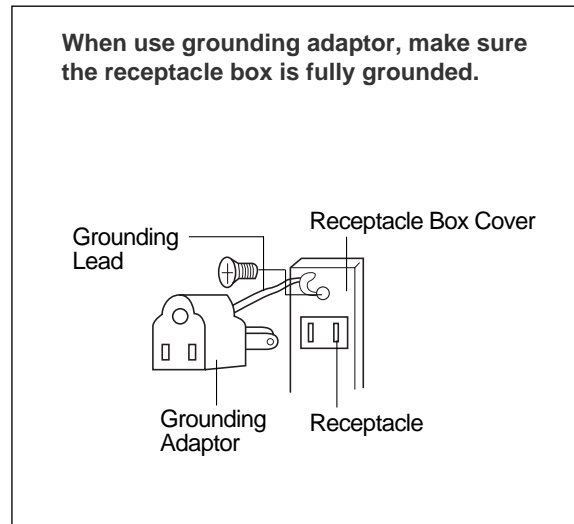 When use grounding adaptor, make sure
the receptacle box is fully grounded.
Receptacle Box Cover
Grounding
Lead
Grounding
Adaptor
Receptacle